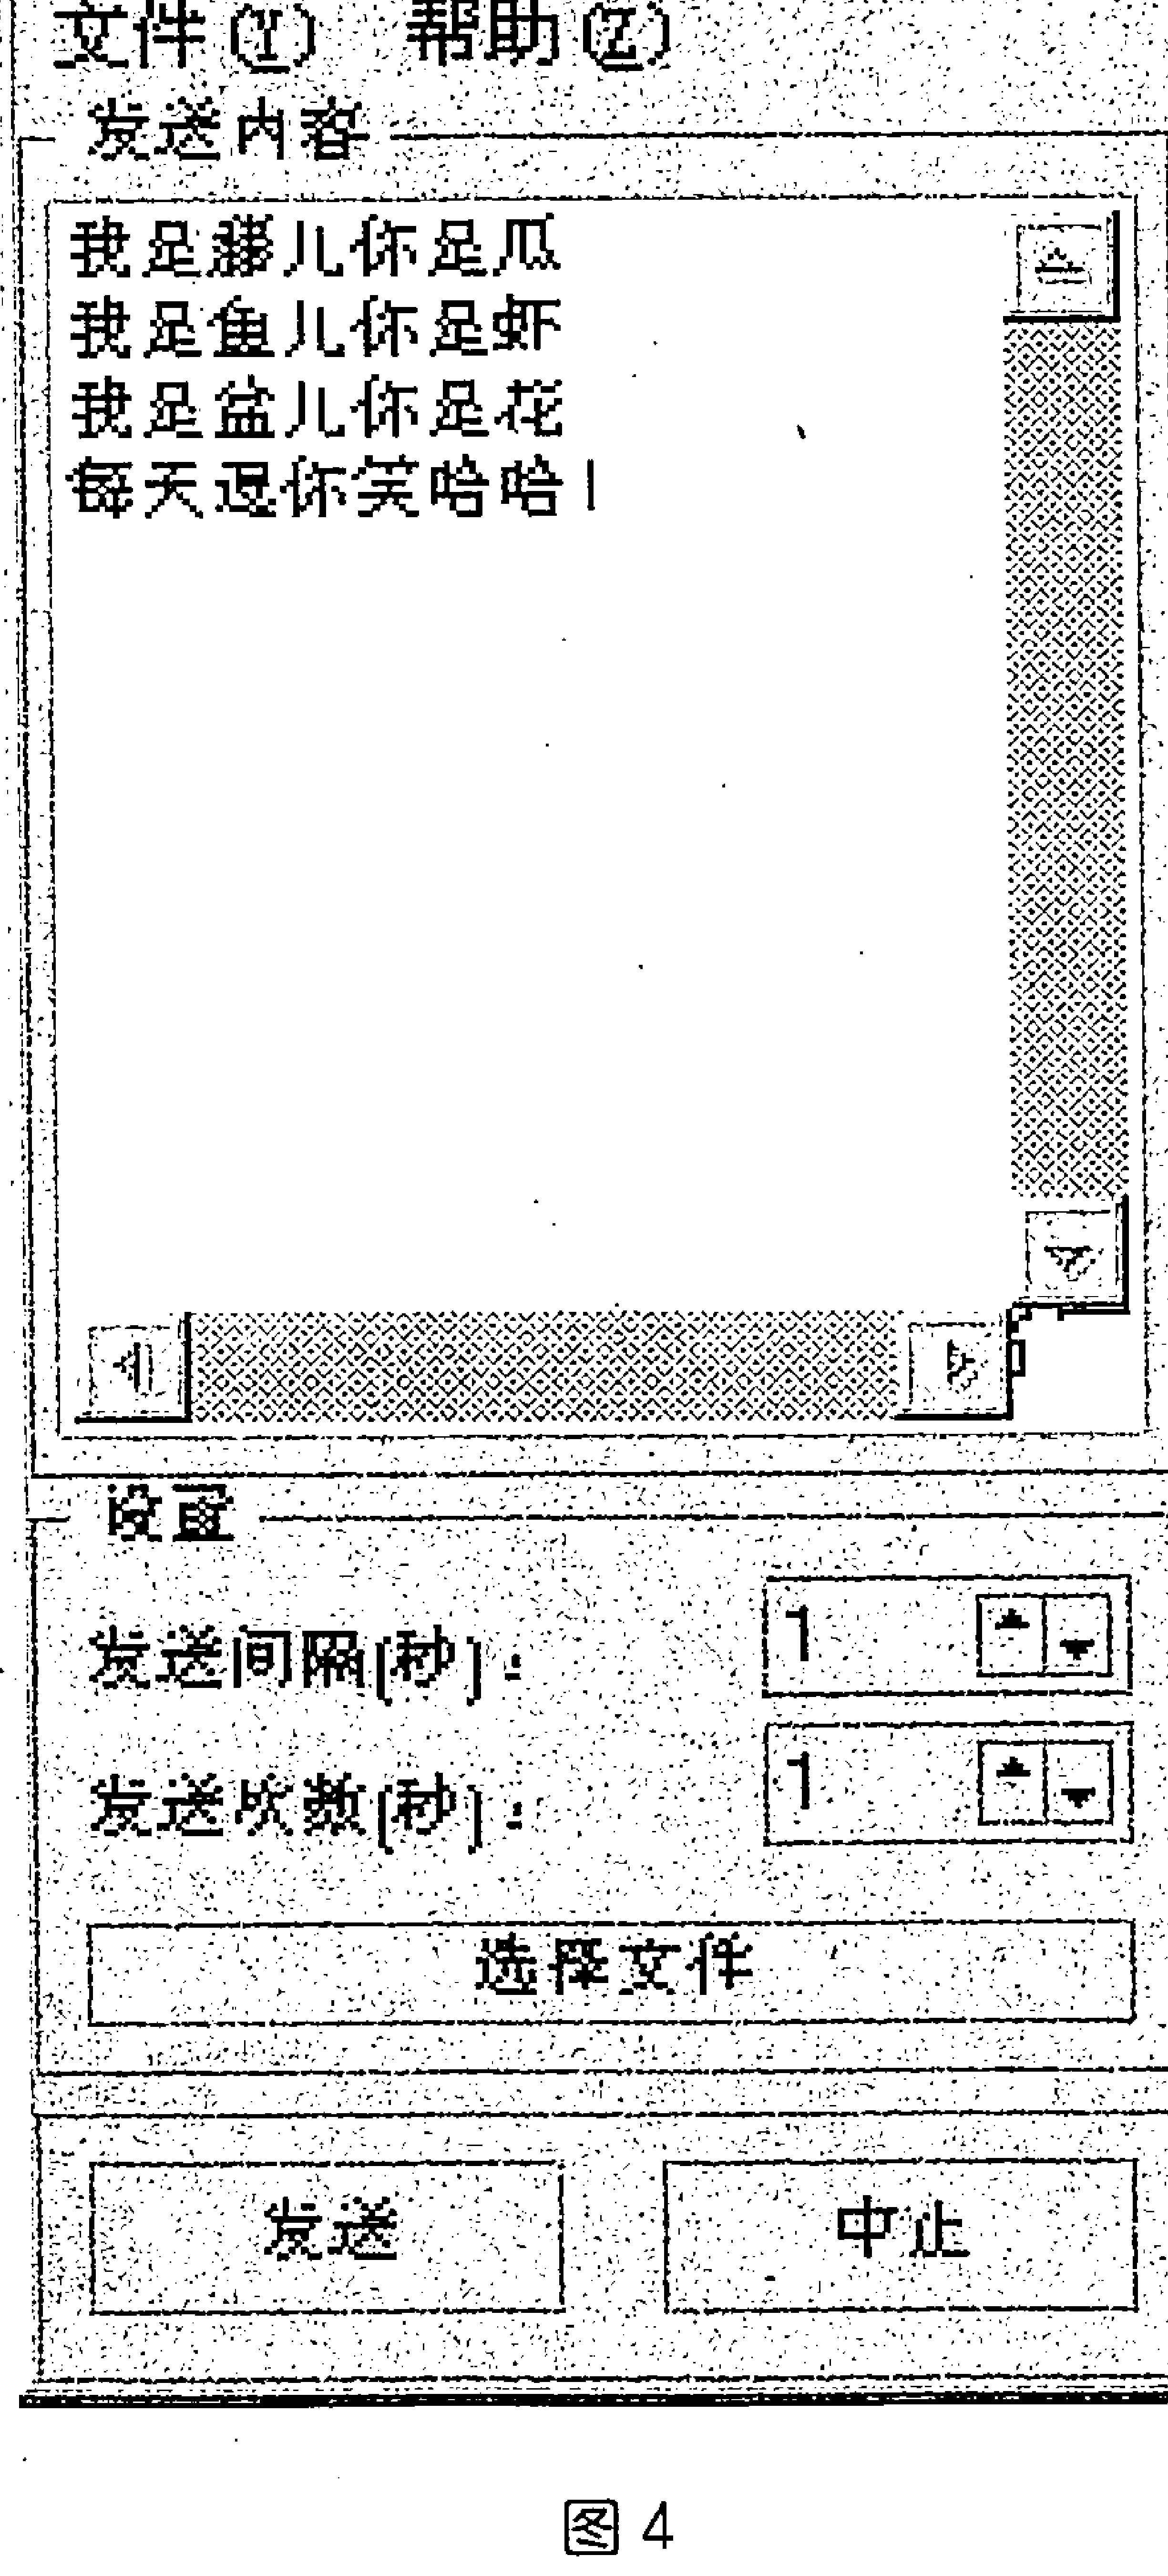 文件(Y) 帮助(Z)
发送内容
我是藤儿你是瓜
我是鱼儿你是虾
我是盆儿你是花
每天逗你笑哈哈
设置
发送间隔(秒): 1
发送次数(秒): 1
选择文件
发送 中止
图 4